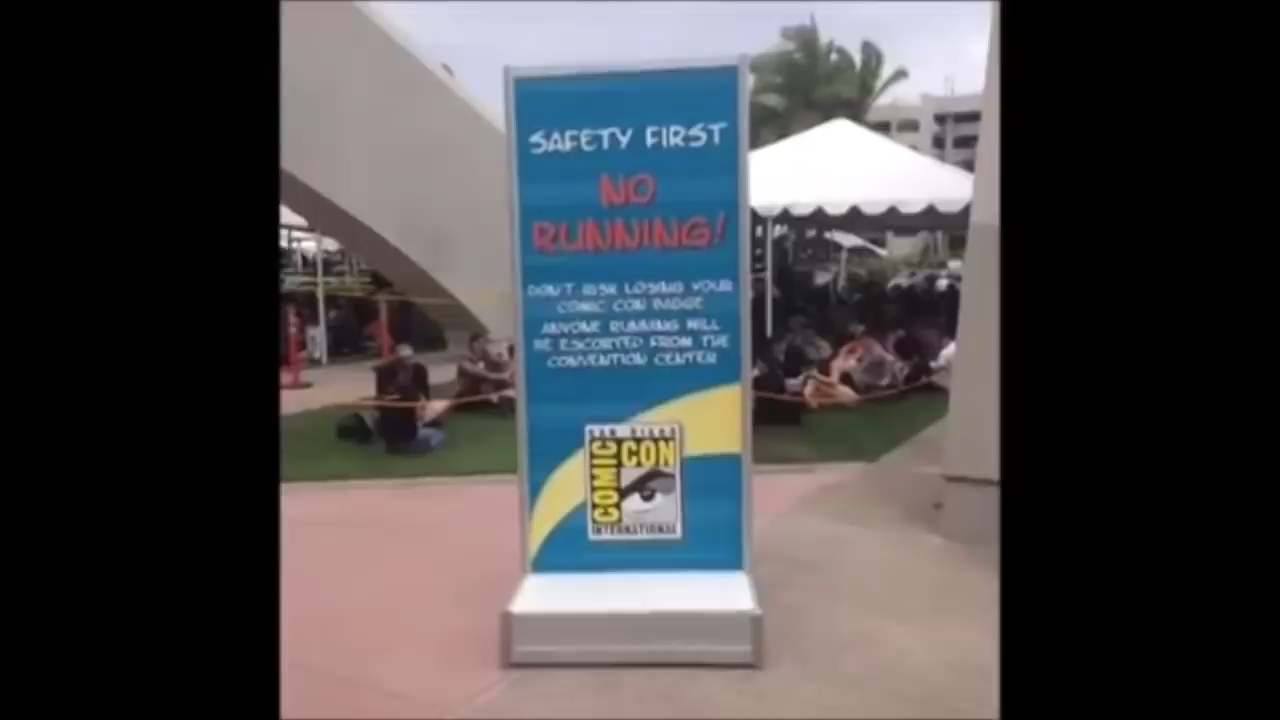 SAFETY FIRST
NO
RUNNING!
DON'T RISK LOSING YOUR
COMIC CON BADGE
ANYONE RUNNING WILL
BE ESCORTED FROM THE
CONVENTION CENTER
SAN DIEGO
COMIC
CON
INTERNATIONAL